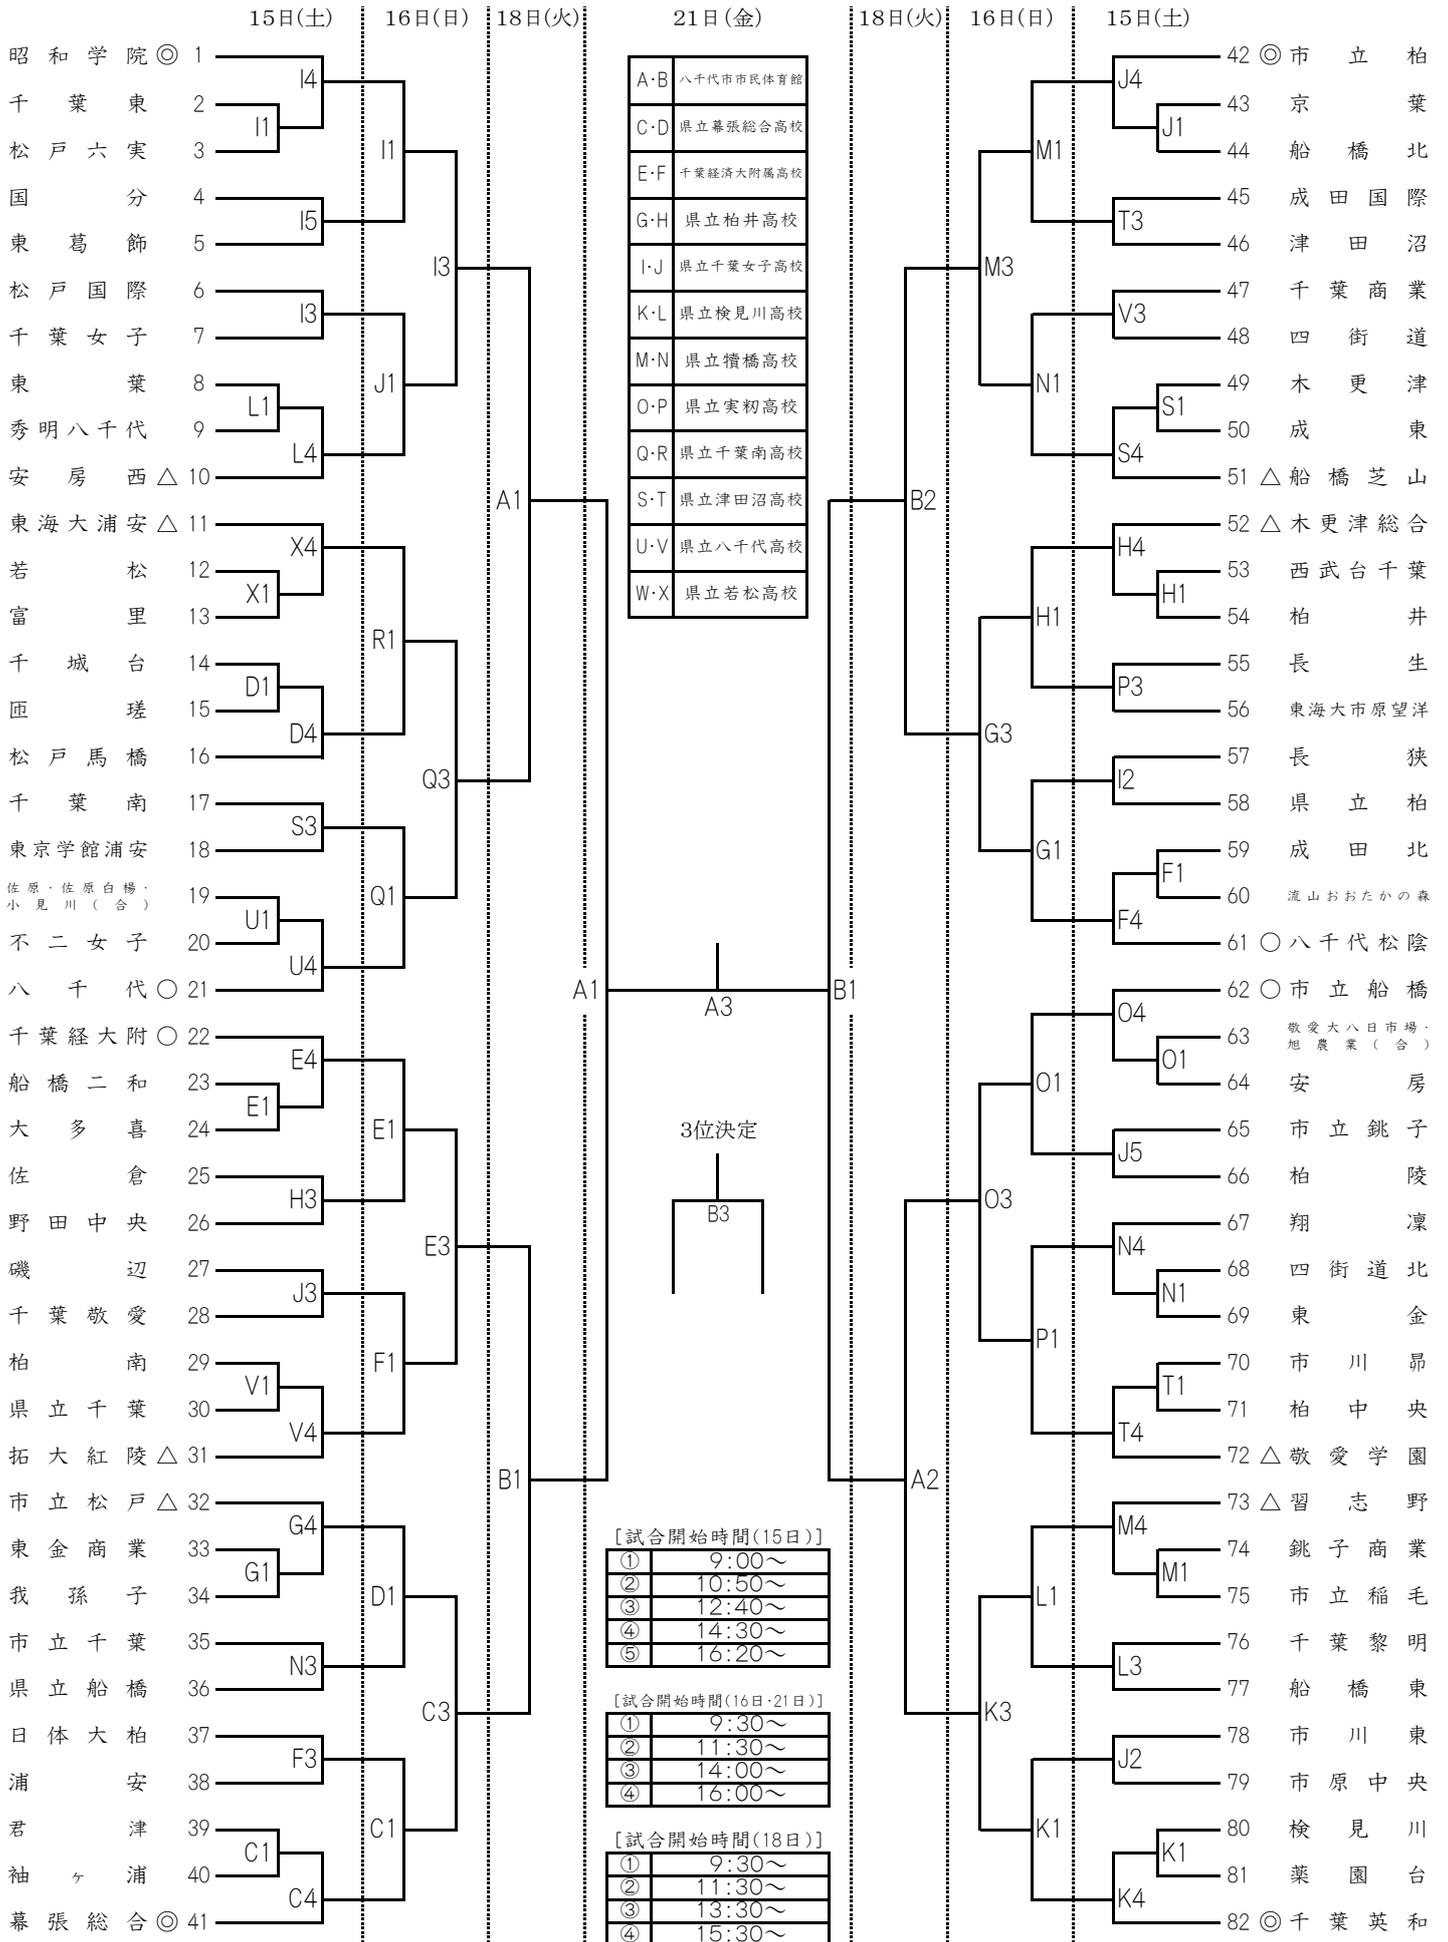 15日(土) 16日(日) 18日(火) 21日(金) 18日(火) 16日(日) 15日(土)
昭和学院 ◎ 1
千葉東 2
松戸六実 3
国分 4
東葛飾 5
松戸国際 6
千葉女子 7
東葉 8
秀明八千代 9
安房西 △ 10
東海大浦安 △ 11
若松 12
富里 13
千城台 14
匝瑳 15
松戸馬橋 16
千葉南 17
東京学館浦安 18
佐原・佐原白楊・
小見川(合) 19
不二女子 20
八千代 ○ 21
千葉経大附 ○ 22
船橋二和 23
大多喜 24
佐倉 25
野田中央 26
磯辺 27
千葉敬愛 28
柏南 29
県立千葉 30
拓大紅陵 △ 31
市立松戸 △ 32
東金商業 33
我孫子 34
市立千葉 35
県立船橋 36
日体大柏 37
浦安 38
君津 39
袖ヶ浦 40
幕張総合 ◎ 41
I4
I1
I5
I3
L1
L4
X4
X1
D1
D4
S3
U1
U4
E4
E1
H3
J3
V1
V4
G4
G1
N3
F3
C1
C4
I1
J1
R1
Q1
E1
F1
D1
C1
I3
Q3
E3
C3
A1
B1
A1
A・B 八千代市市民体育館
C・D 県立幕張総合高校
E・F 千葉経済大附属高校
G・H 県立柏井高校
I・J 県立千葉女子高校
K・L 県立検見川高校
M・N 県立犢橋高校
O・P 県立実籾高校
Q・R 県立千葉南高校
S・T 県立津田沼高校
U・V 県立八千代高校
W・X 県立若松高校
A3
3位決定
B3
[試合開始時間(15日)]
① 9:00～
② 10:50～
③ 12:40～
④ 14:30～
⑤ 16:20～
[試合開始時間(16日・21日)]
① 9:30～
② 11:30～
③ 14:00～
④ 16:00～
[試合開始時間(18日)]
① 9:30～
② 11:30～
③ 13:30～
④ 15:30～
B1
B2
A2
M3
G3
O3
K3
M1
N1
H1
G1
O1
P1
L1
K1
J4
J1
T3
V3
S1
S4
H4
H1
P3
I2
F1
F4
O4
O1
J5
N4
N1
T1
T4
M4
M1
L3
J2
K1
K4
42 ◎ 市立柏
43 京葉
44 船橋北
45 成田国際
46 津田沼
47 千葉商業
48 四街道
49 木更津
50 成東
51 △ 船橋芝山
52 △ 木更津総合
53 西武台千葉
54 柏井
55 長生
56 東海大市原望洋
57 長狭
58 県立柏
59 成田北
60 流山おおたかの森
61 ○ 八千代松陰
62 ○ 市立船橋
63 敬愛大八日市場・
旭農業(合)
64 安房
65 市立銚子
66 柏陵
67 翔凜
68 四街道北
69 東金
70 市川昴
71 柏中央
72 △ 敬愛学園
73 △ 習志野
74 銚子商業
75 市立稲毛
76 千葉黎明
77 船橋東
78 市川東
79 市原中央
80 検見川
81 薬園台
82 ◎ 千葉英和